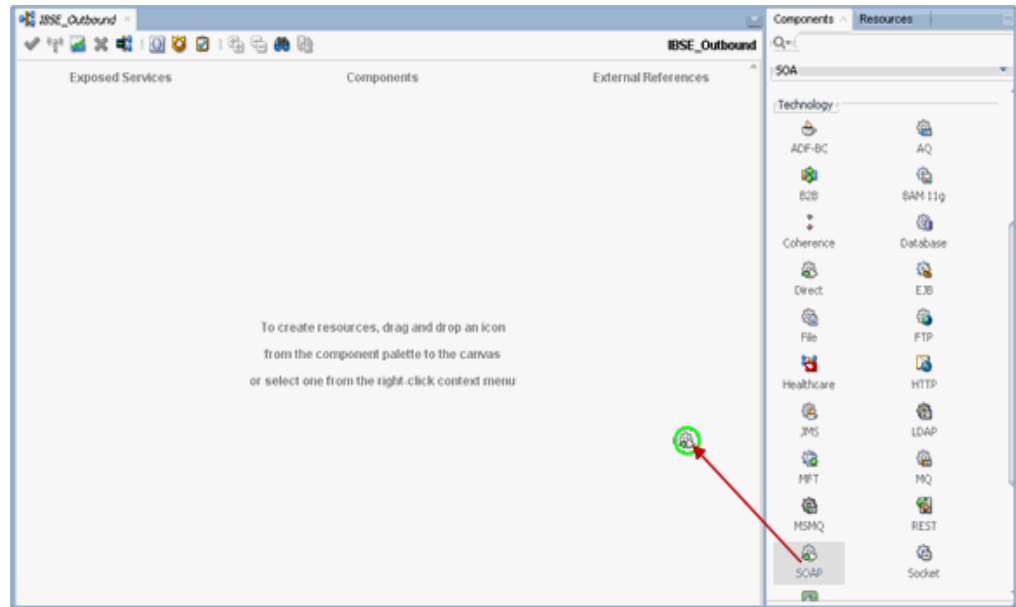 IBSE_Outbound
Components
Resources
IBSE_Outbound
SOA
Exposed Services
Components
External References
Technology
ADF-BC
AQ
B2B
BAM 11g
Coherence
Database
Direct
EJB
File
FTP
Healthcare
HTTP
JMS
LDAP
MFT
MQ
MSMQ
REST
SOAP
Socket
To create resources, drag and drop an icon
from the component palette to the canvas
or select one from the right-click context menu